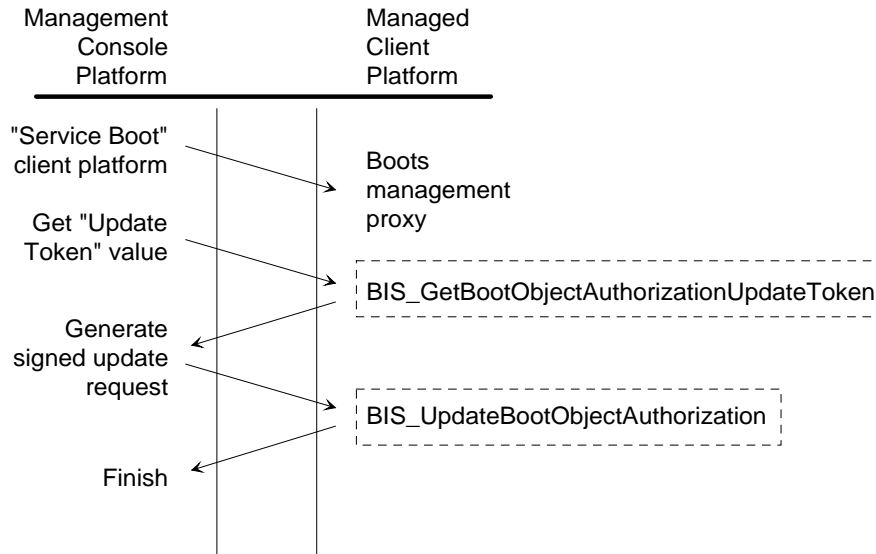 Management
Console
Platform
Managed
Client
Platform
"Service Boot"
client platform
Boots
management
proxy
Get "Update
Token" value
BIS_GetBootObjectAuthorizationUpdateToken
Generate
signed update
request
BIS_UpdateBootObjectAuthorization
Finish